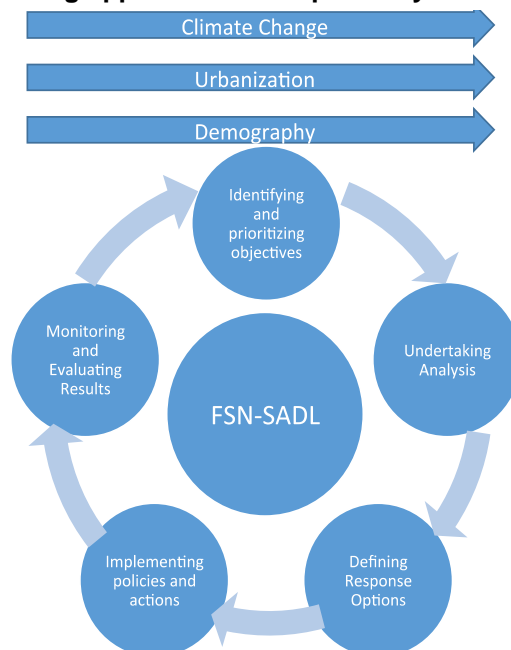 Climate Change
Urbanization
Demography
Identifying
and
prioritizing
objectives
Undertaking
Analysis
Defining
Response
Options
Implementing
policies and
actions
Monitoring
and
Evaluating
Results
FSN-SADL